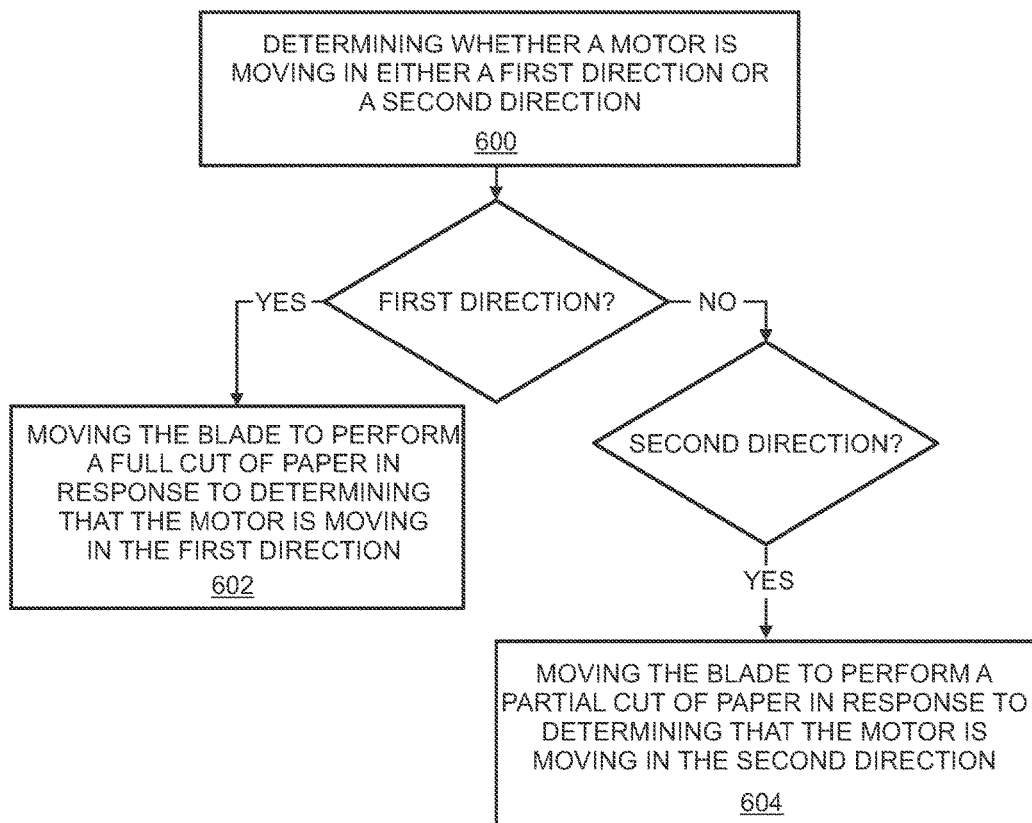 DETERMINING WHETHER A MOTOR IS
MOVING IN EITHER A FIRST DIRECTION OR
A SECOND DIRECTION
600
YES
FIRST DIRECTION?
NO
MOVING THE BLADE TO PERFORM
A FULL CUT OF PAPER IN
RESPONSE TO DETERMINING
THAT THE MOTOR IS MOVING
IN THE FIRST DIRECTION
602
SECOND DIRECTION?
YES
MOVING THE BLADE TO PERFORM A
PARTIAL CUT OF PAPER IN RESPONSE TO
DETERMINING THAT THE MOTOR IS
MOVING IN THE SECOND DIRECTION
604